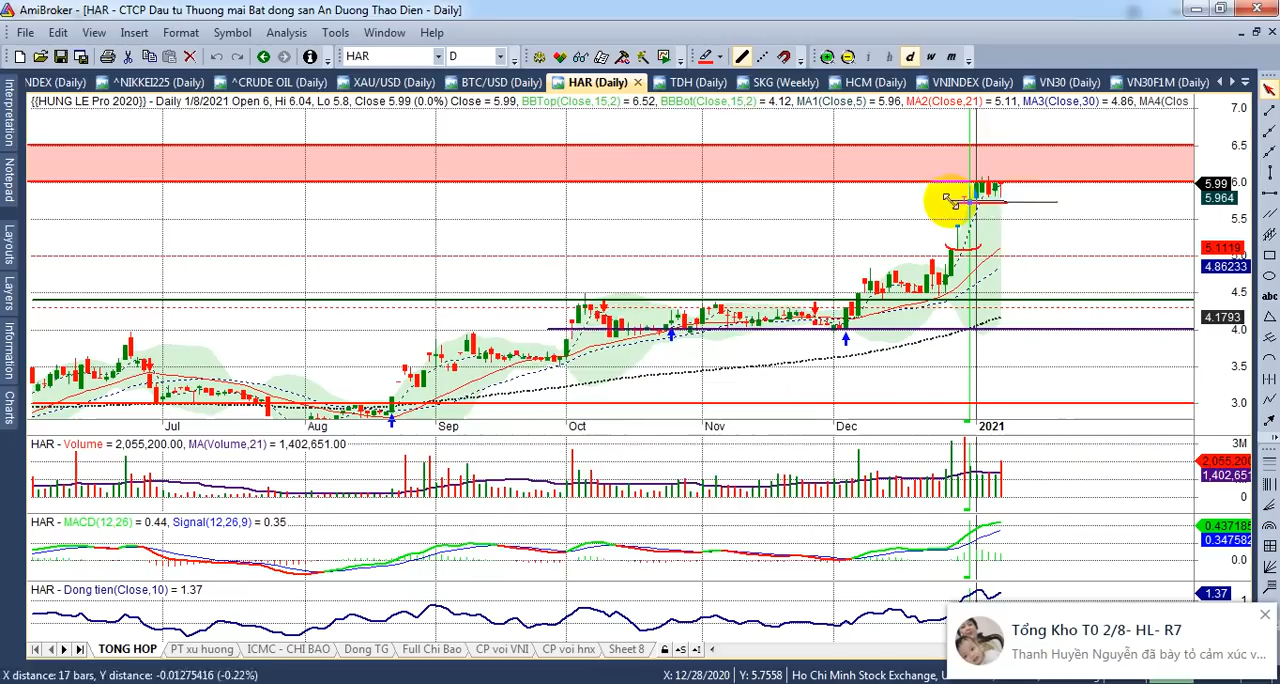 AmiBroker - [HAR - CTCP Dau tu Thuong mai Bat dong san An Duong Thao Dien - Daily]
File Edit View Insert Format Symbol Analysis Tools Window Help
HAR D d w m
NDEX (Daily) ^NIKKEI225 (Daily) ^CRUDE OIL (Daily) XAU/USD (Daily) BTC/USD (Daily) HAR (Daily) TDH (Daily) SKG (Weekly) HCM (Daily) VNINDEX (Daily) VN30 (Daily) VN30F1M (Daily)
{{HUNG LE Pro 2020}} - Daily 1/8/2021 Open 6, Hi 6.04, Lo 5.8, Close 5.99 (0.0%) Close = 5.99, BBTop(Close,15,2) = 6.52, BBBot(Close,15,2) = 4.12, MA1(Close,5) = 5.96, MA2(Close,21) = 5.11, MA3(Close,30) = 4.86, MA4(Clos
Interpretation
Notepad
Layouts
Layers
Information
Charts
abc
7.0
6.5
6.0
5.99
5.964
5.5
5.1119
5.0
4.86233
4.5
4.1793
4.0
3.5
3.0
Jul Aug Sep Oct Nov Dec 2021
HAR - Volume = 2,055,200.00, MA(Volume,21) = 1,402,651.00
3M
2,055,200
1,402,651
0
HAR - MACD(12,26) = 0.44, Signal(12,26,9) = 0.35
0.437185
0.347582
0.0
HAR - Dong tien(Close,10) = 1.37
1.37
1
Tổng Kho T0 2/8- HL- R7
Thanh Huyền Nguyễn đã bày tỏ cảm xúc v...
TONG HOP PT xu huong ICMC - CHI BAO Dong TG Full Chi Bao CP voi VNI CP voi hnx Sheet 8
X distance: 17 bars, Y distance: -0.01275416 (-0.22%) X: 12/28/2020 Y: 5.7558 Ho Chi Minh Stock Exchange,